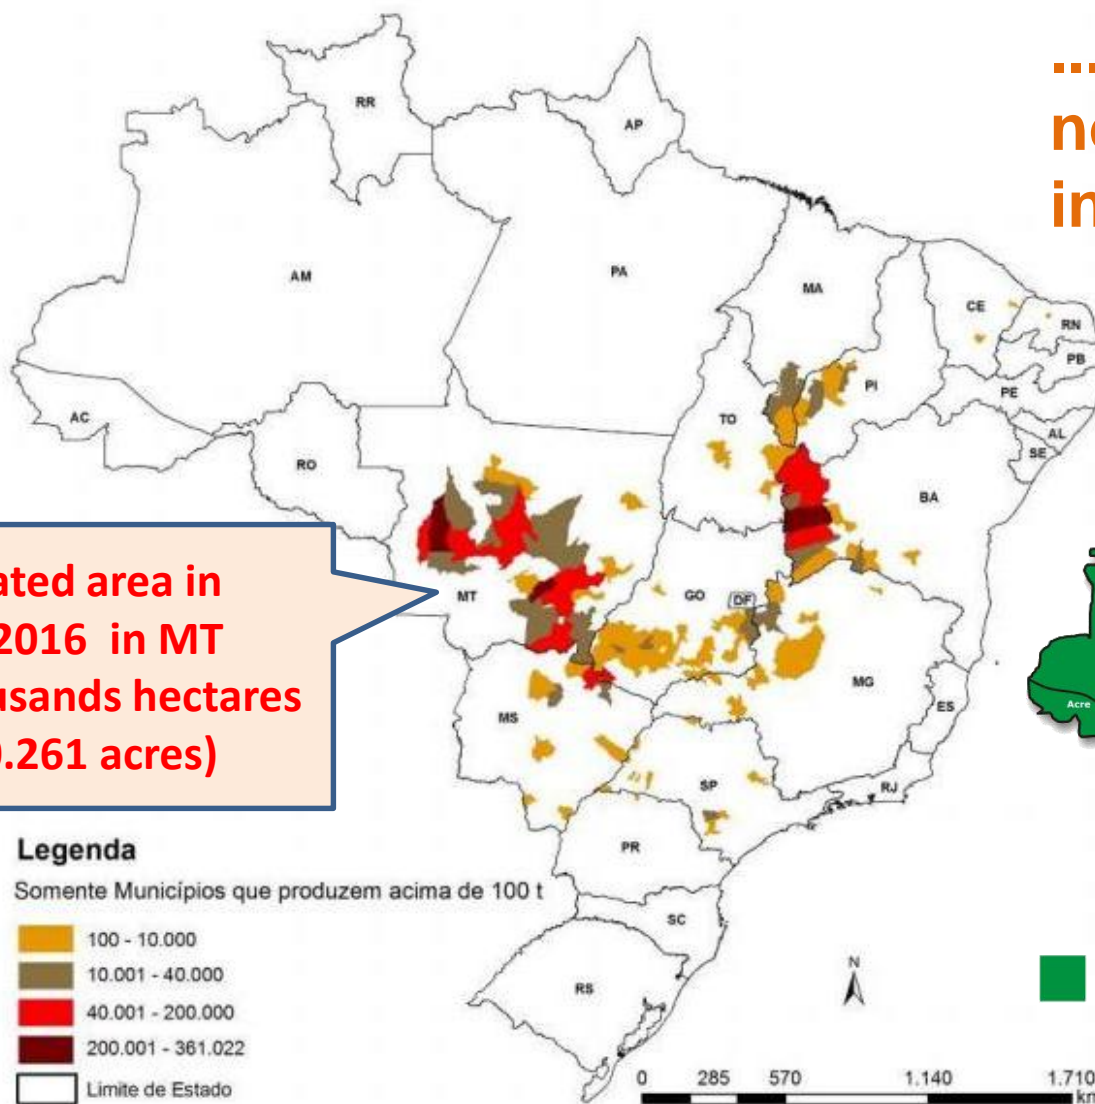 ...
RR
AP
AM
PA
MA
CE
RN
PB
PI
PE
AC
TO
AL
SE
RO
BA
ated area in
2016 in MT
usands hectares
.261 acres)
MT
GO
DF
MG
ES
MS
SP
RJ
Acre
PR
SC
RS
Legenda
Somente Municípios que produzem acima de 100 t
100 - 10.000
10.001 - 40.000
40.001 - 200.000
200.001 - 361.022
Limite de Estado
N
0 285 570 1.140 1.710
km